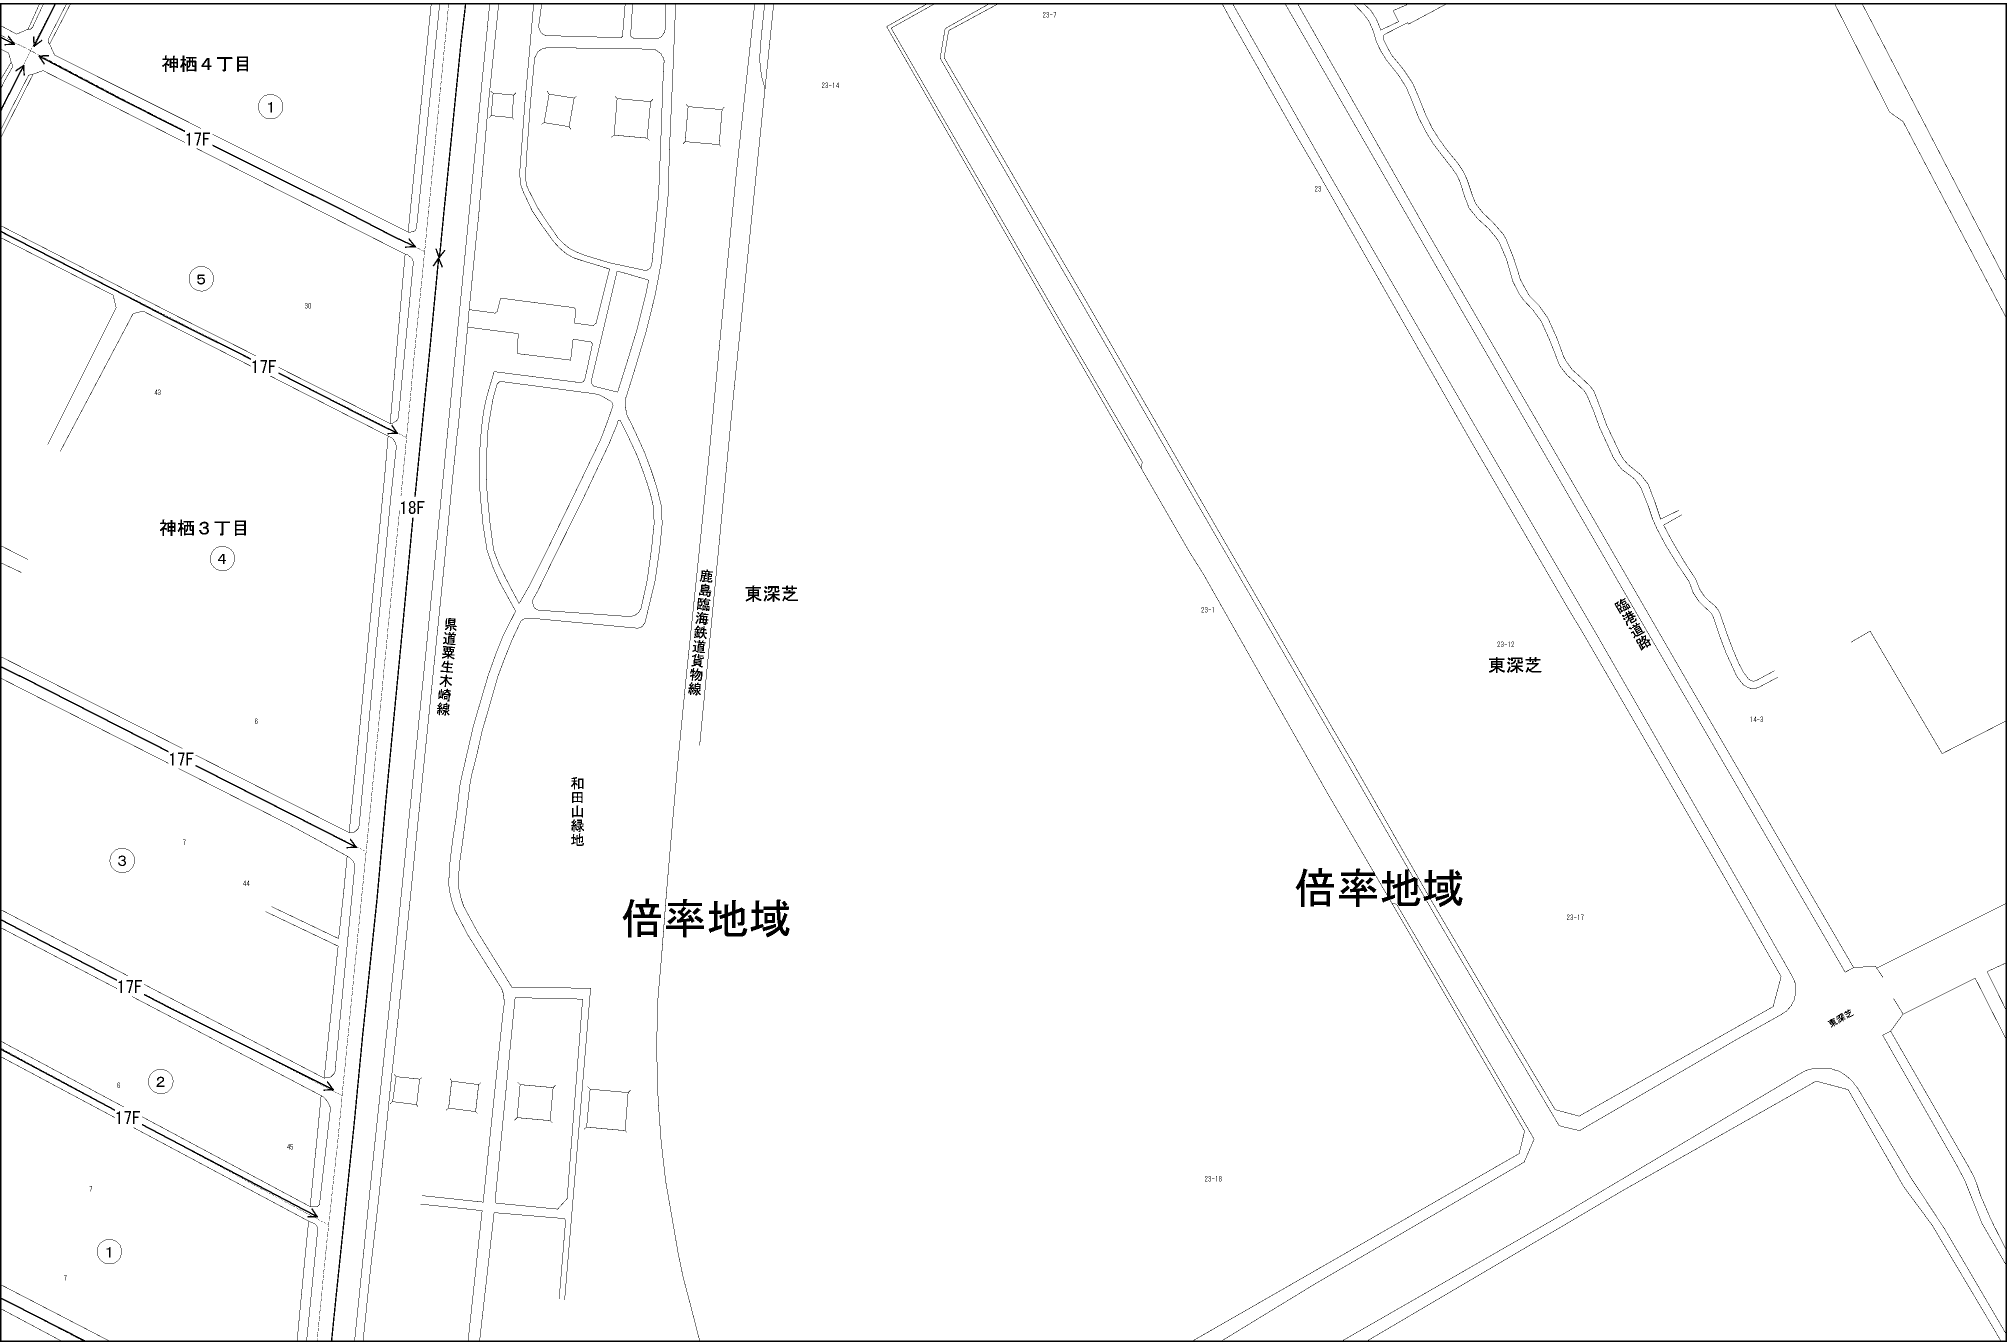 23-7
神栖４丁目
23-14
①
17F
23
⑤
30
17F
43
18F
神栖３丁目
④
鹿島臨海鉄道貨物線
東深芝
23-1
臨港道路
県道粟生木崎線
23-12
東深芝
6
14-3
17F
和田山緑地
7
③
44
倍率地域
倍率地域
23-17
17F
東深芝
②
6
17F
45
23-18
7
①
7